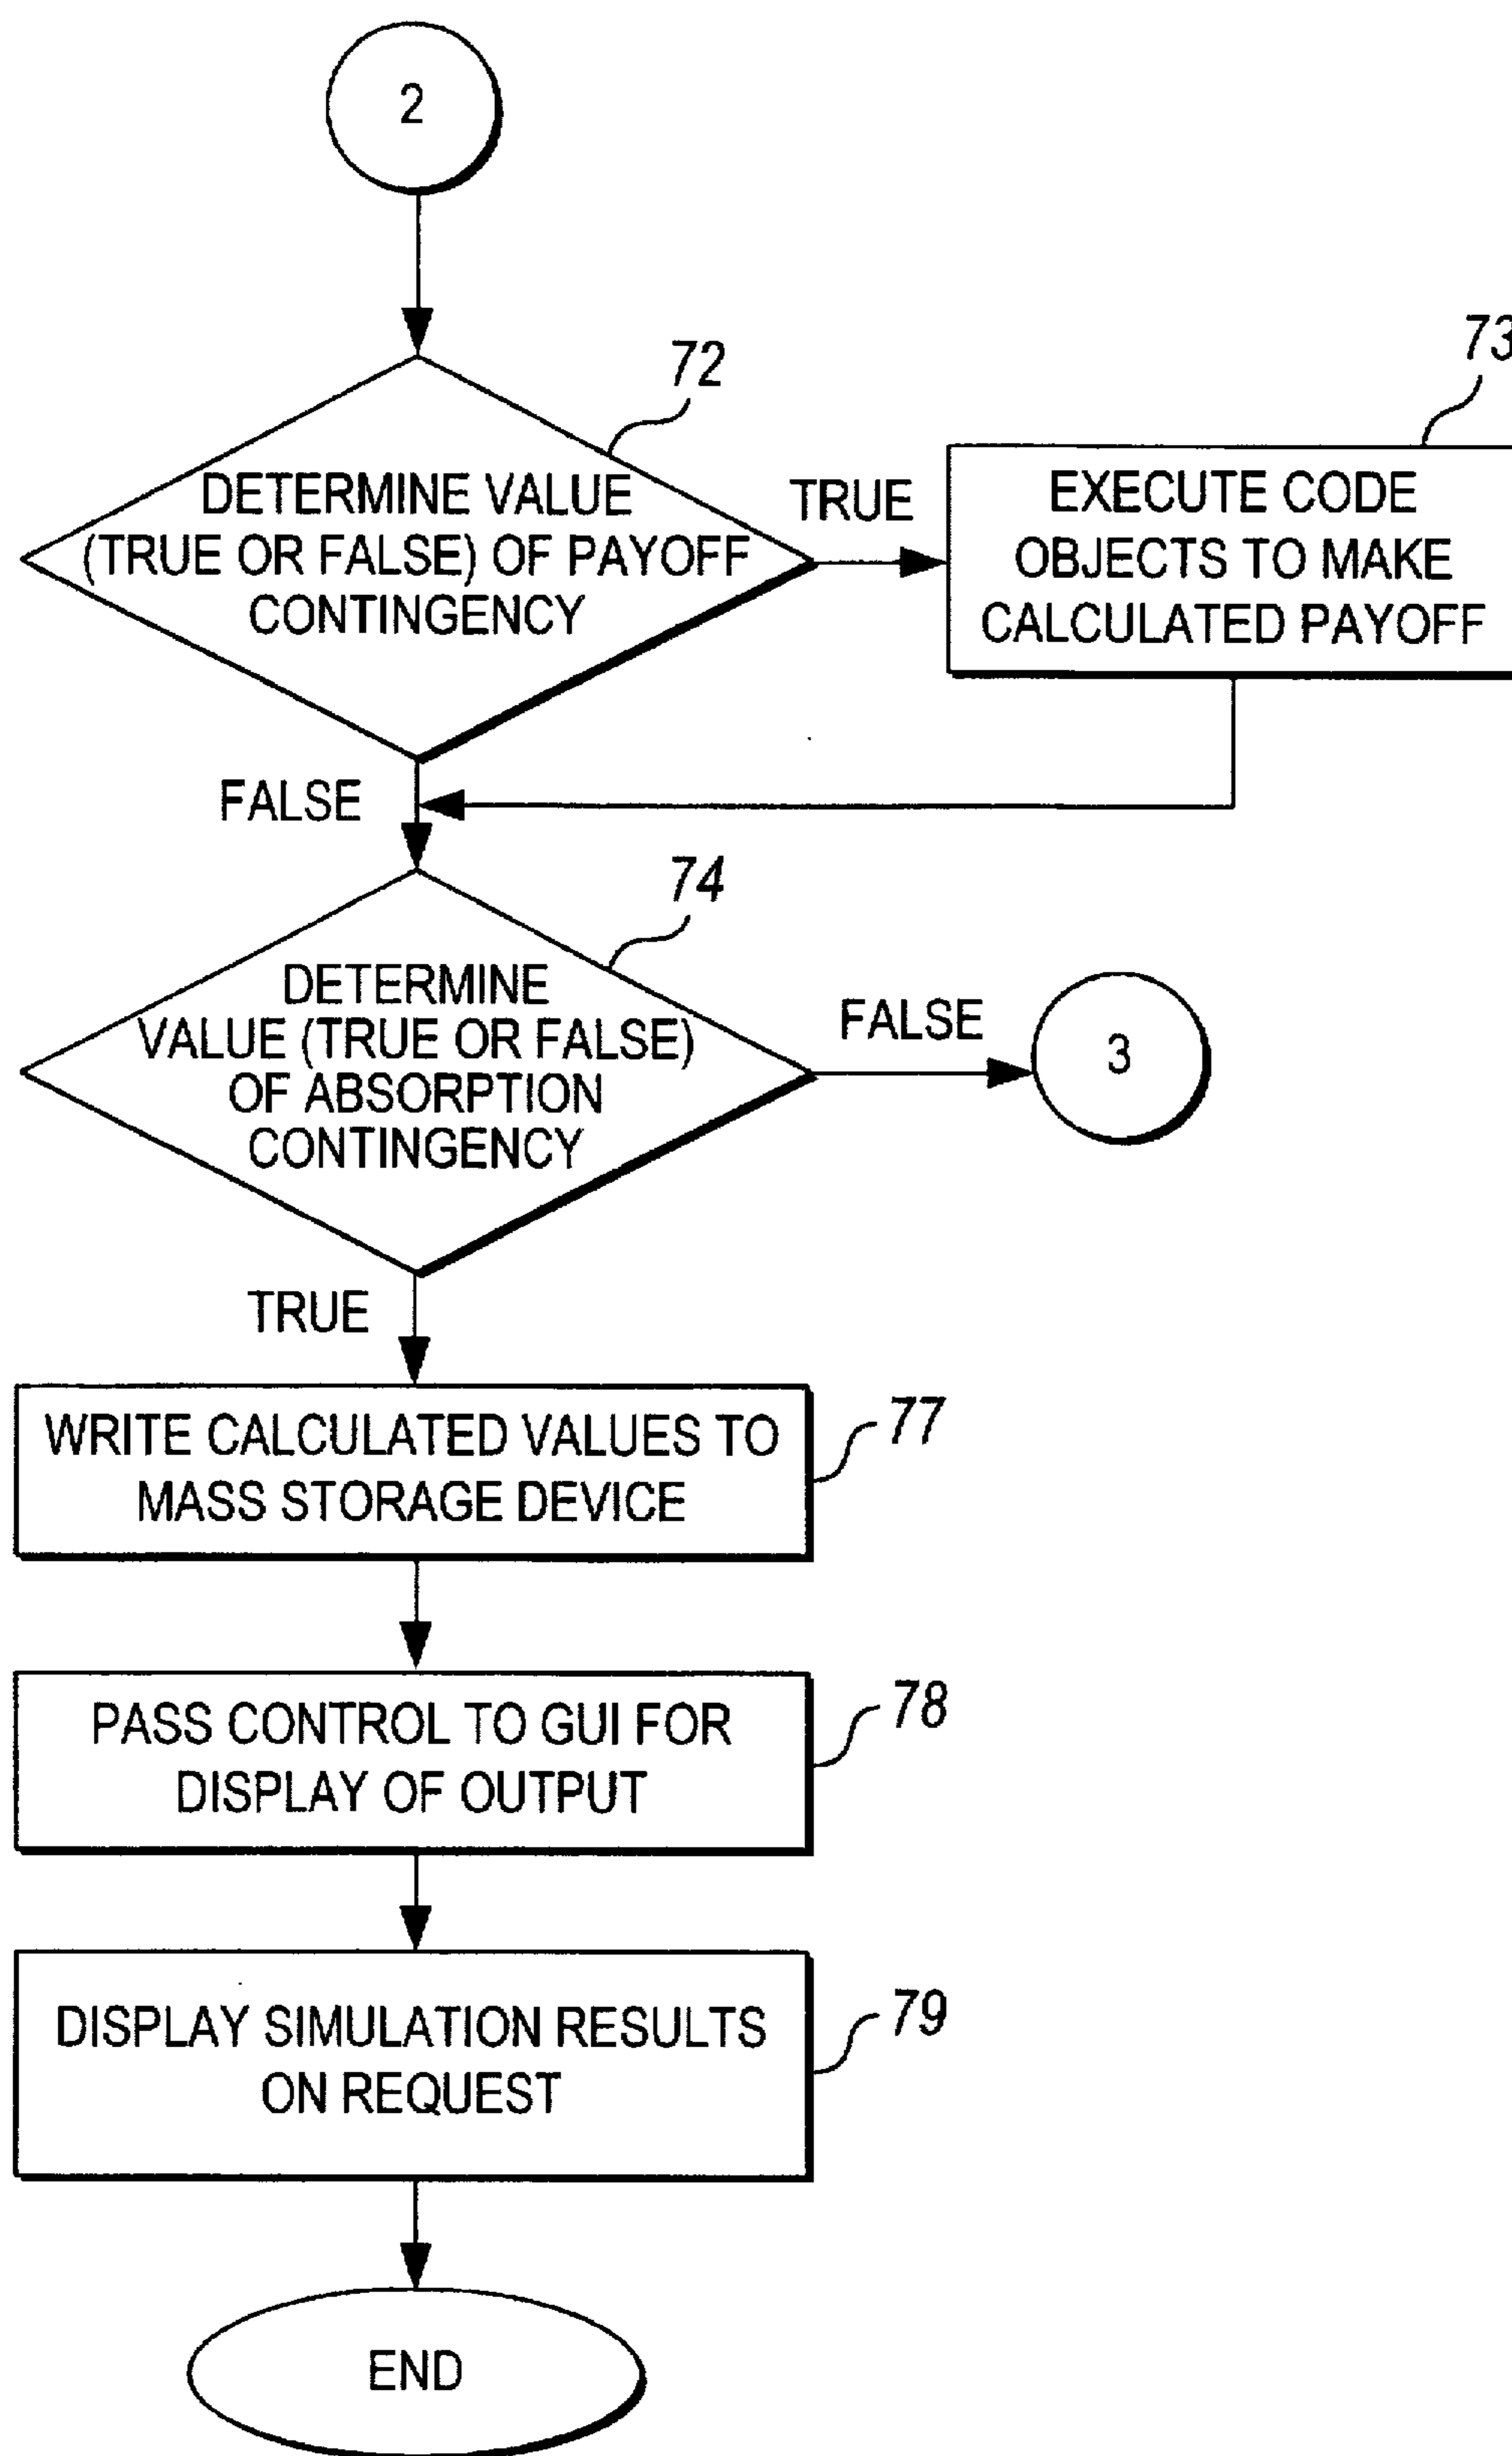 2
72
DETERMINE VALUE
(TRUE OR FALSE) OF PAYOFF
CONTINGENCY
TRUE
73
EXECUTE CODE
OBJECTS TO MAKE
CALCULATED PAYOFF
FALSE
74
DETERMINE
VALUE (TRUE OR FALSE)
OF ABSORPTION
CONTINGENCY
FALSE
3
TRUE
WRITE CALCULATED VALUES TO
MASS STORAGE DEVICE
77
PASS CONTROL TO GUI FOR
DISPLAY OF OUTPUT
78
DISPLAY SIMULATION RESULTS
ON REQUEST
79
END